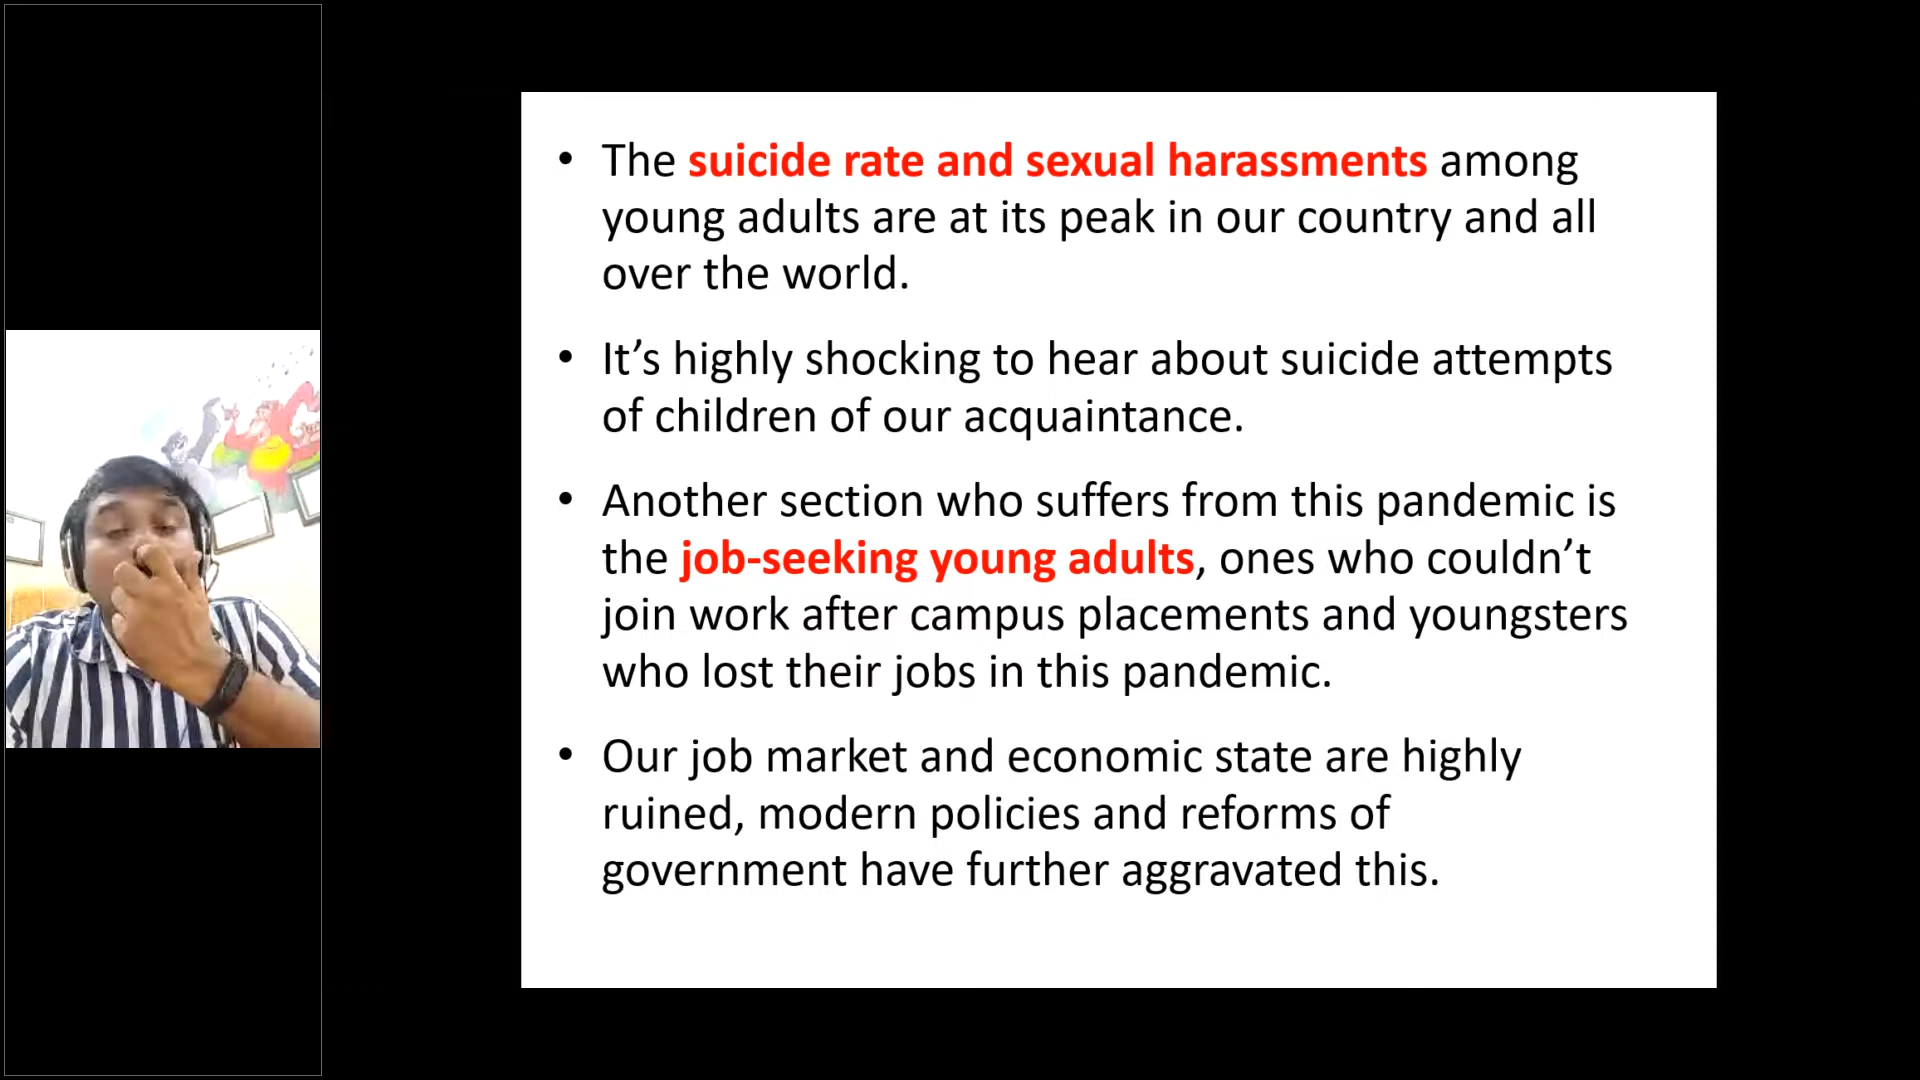 • The suicide rate and sexual harassments among
young adults are at its peak in our country and all
over the world.
• It’s highly shocking to hear about suicide attempts
of children of our acquaintance.
• Another section who suffers from this pandemic is
the job-seeking young adults, ones who couldn’t
join work after campus placements and youngsters
who lost their jobs in this pandemic.
• Our job market and economic state are highly
ruined, modern policies and reforms of
government have further aggravated this.